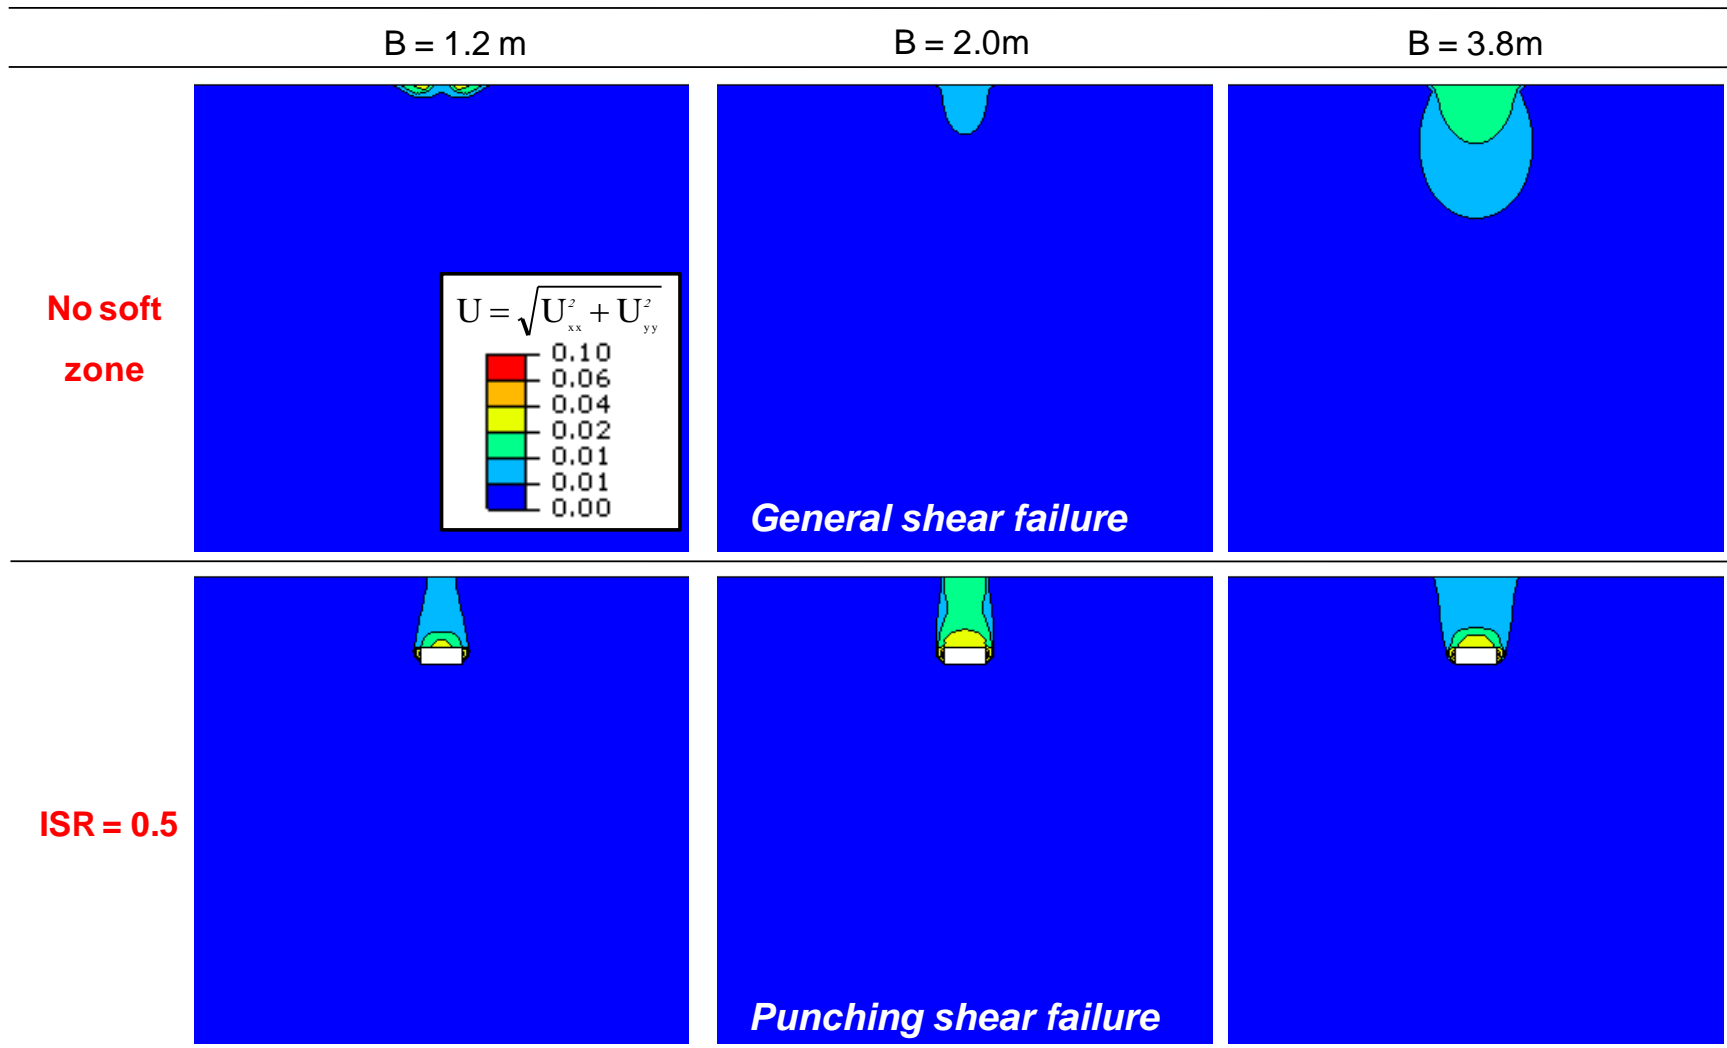 B = 1.2 m B = 2.0m B = 3.8m
No soft
zone
U = √U²xx + U²yy
0.10
0.06
0.04
0.02
0.01
0.01
0.00
General shear failure
ISR = 0.5
Punching shear failure